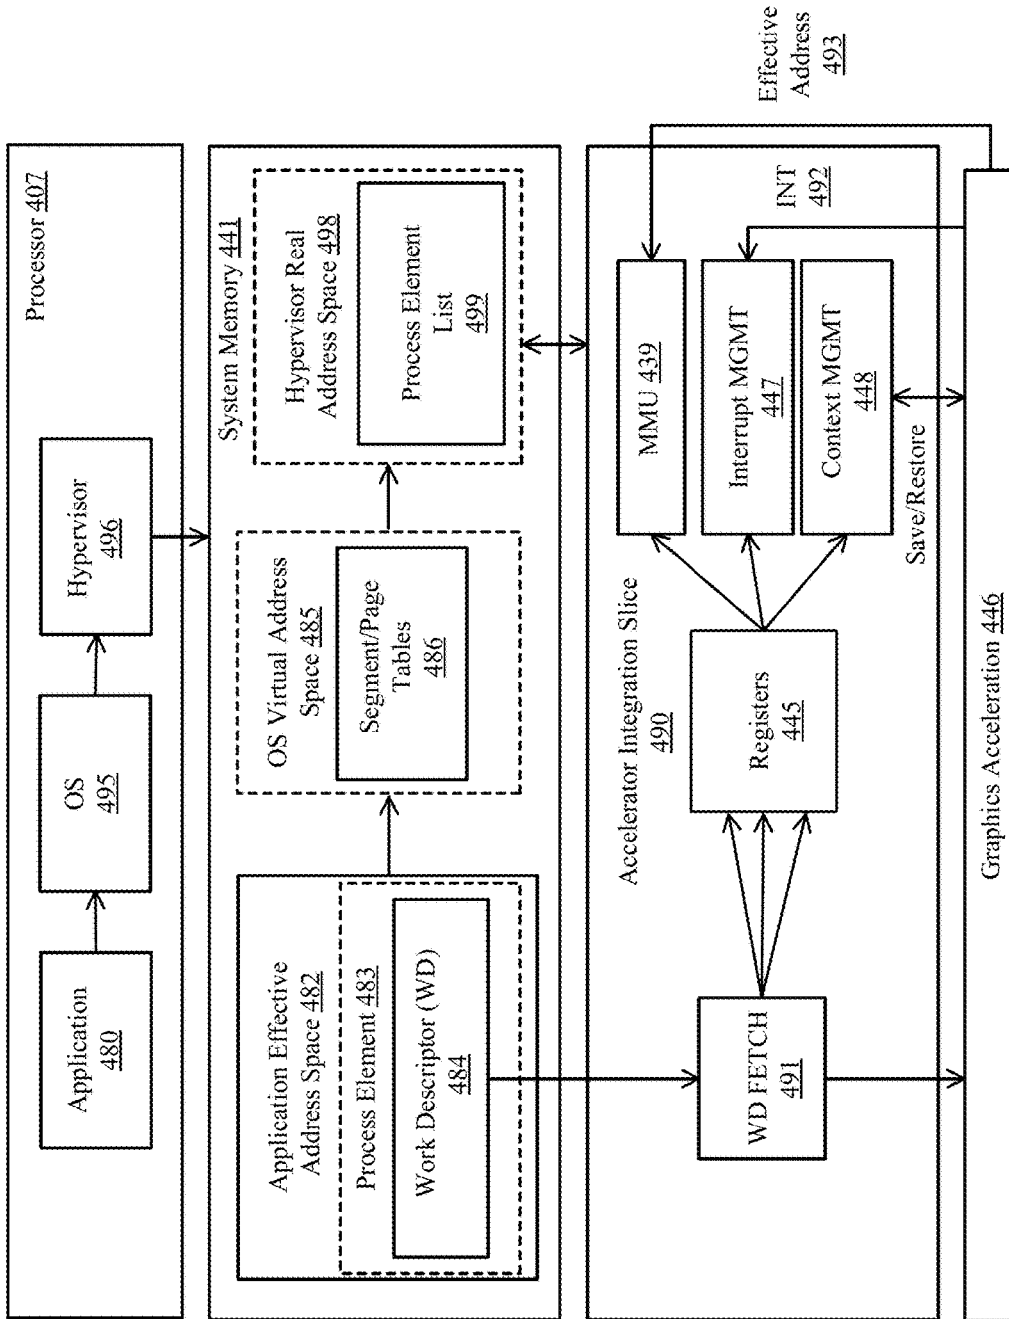 Processor 407
Application
480
OS
495
Hypervisor
496
System Memory 441
Application Effective
Address Space 482
Process Element 483
Work Descriptor (WD)
484
OS Virtual Address
Space 485
Segment/Page
Tables
486
Hypervisor Real
Address Space 498
Process Element
List
499
Accelerator Integration Slice
490
WD FETCH
491
Registers
445
MMU 439
Interrupt MGMT
447
Context MGMT
448
INT
492
Save/Restore
Effective
Address
493
Graphics Acceleration 446